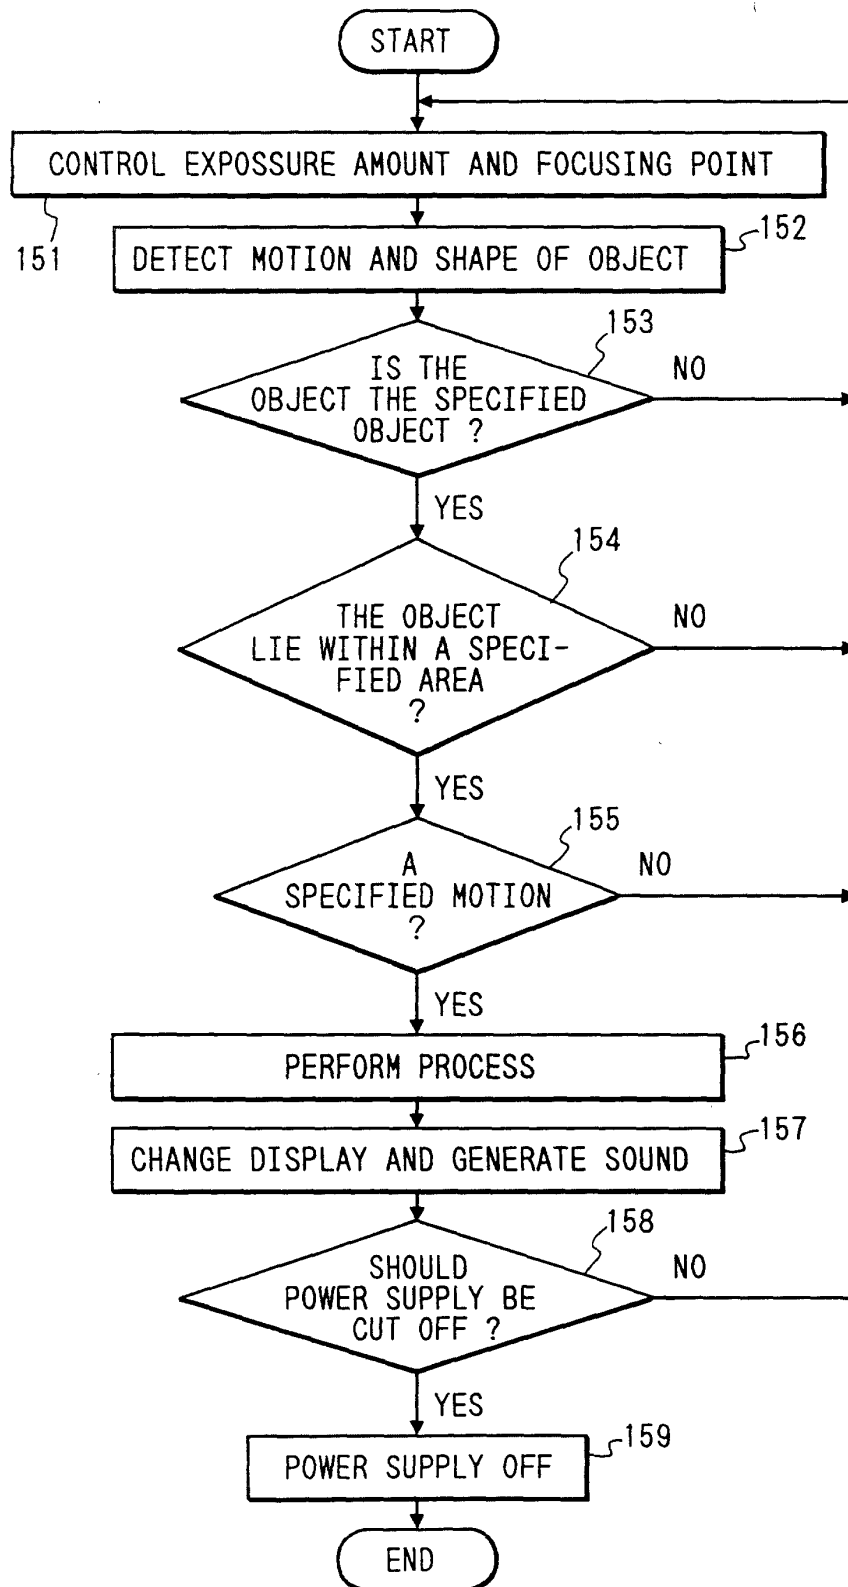 START
CONTROL EXPOSSURE AMOUNT AND FOCUSING POINT
151
152
DETECT MOTION AND SHAPE OF OBJECT
153
IS THE
NO
OBJECT THE SPECIFIED
OBJECT ?
YES
154
THE OBJECT
NO
LIE WITHIN A SPECI-
FIED AREA
?
YES
155
A
NO
SPECIFIED MOTION
?
YES
156
PERFORM PROCESS
157
CHANGE DISPLAY AND GENERATE SOUND
158
SHOULD
NO
POWER SUPPLY BE
CUT OFF ?
YES
159
POWER SUPPLY OFF
END